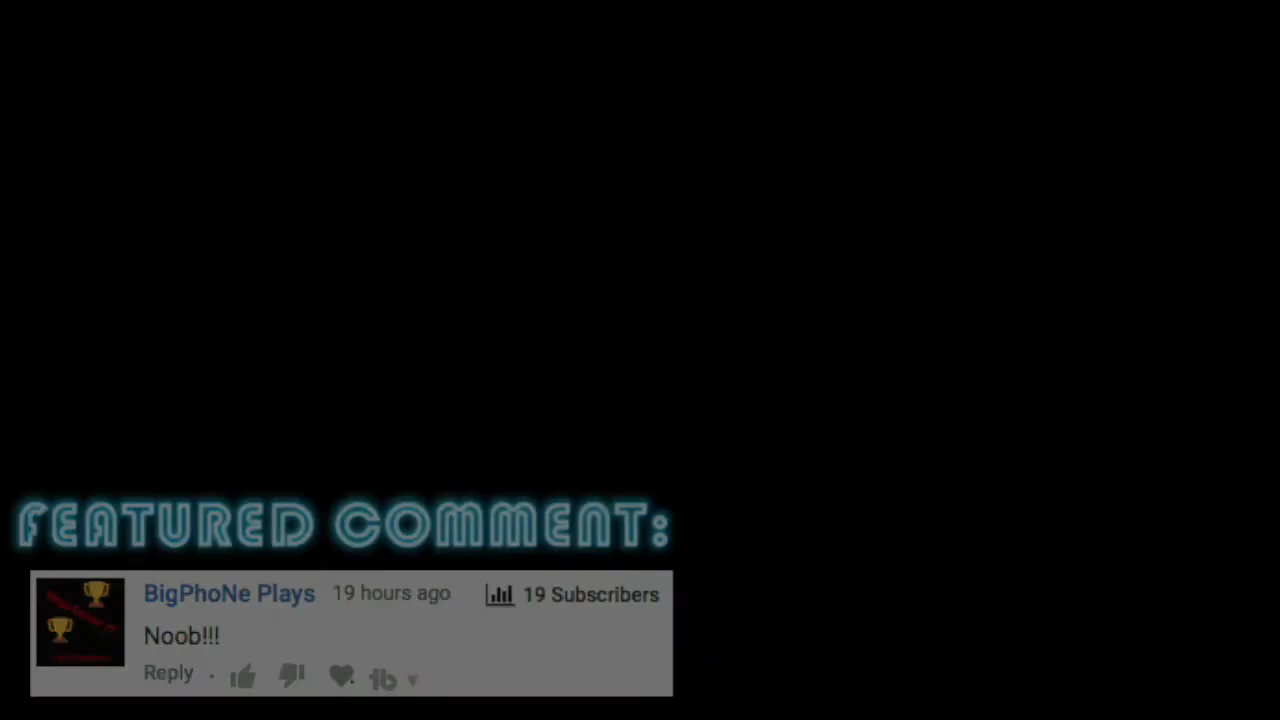 FEATURED COMMENT:
BigPhoNe Plays 19 hours ago 19 Subscribers
Noob!!!
Reply